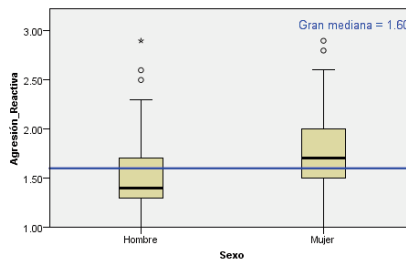 Gran mediana = 1.60
3.00
2.50
2.00
1.50
1.00
Agresión_Reactiva
Hombre
Mujer
Sexo